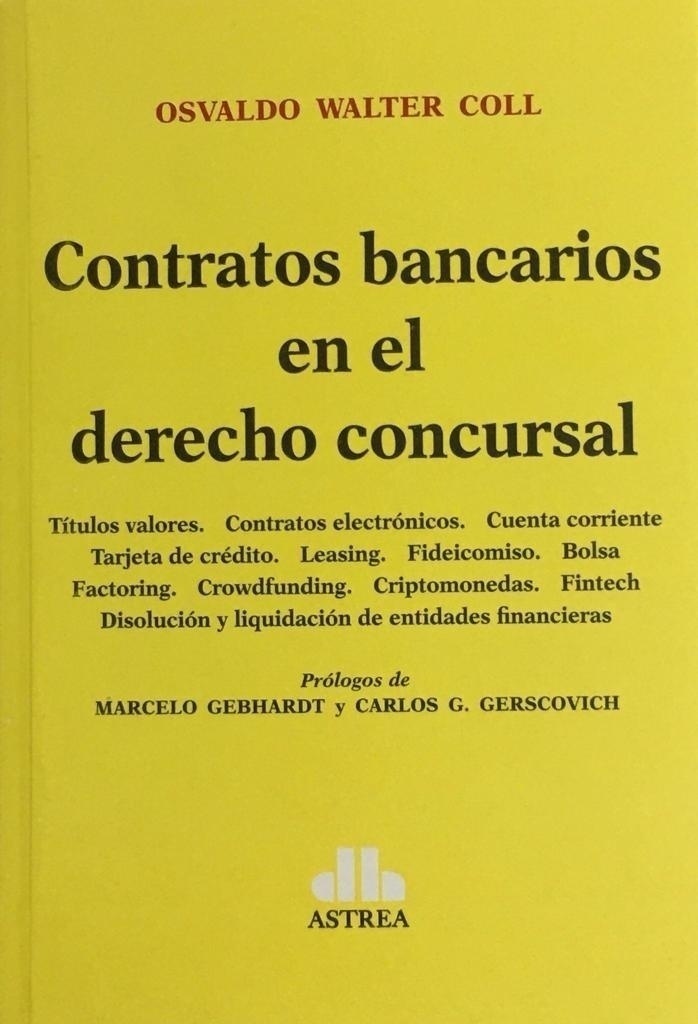 OSVALDO WALTER COLL
Contratos bancarios
en el
derecho concursal
Títulos valores. Contratos electrónicos. Cuenta corriente
Tarjeta de crédito. Leasing. Fideicomiso. Bolsa
Factoring. Crowdfunding. Criptomonedas. Fintech
Disolución y liquidación de entidades financieras
Prólogos de
MARCELO GEBHARDT y CARLOS G. GERSCOVICH
ASTREA